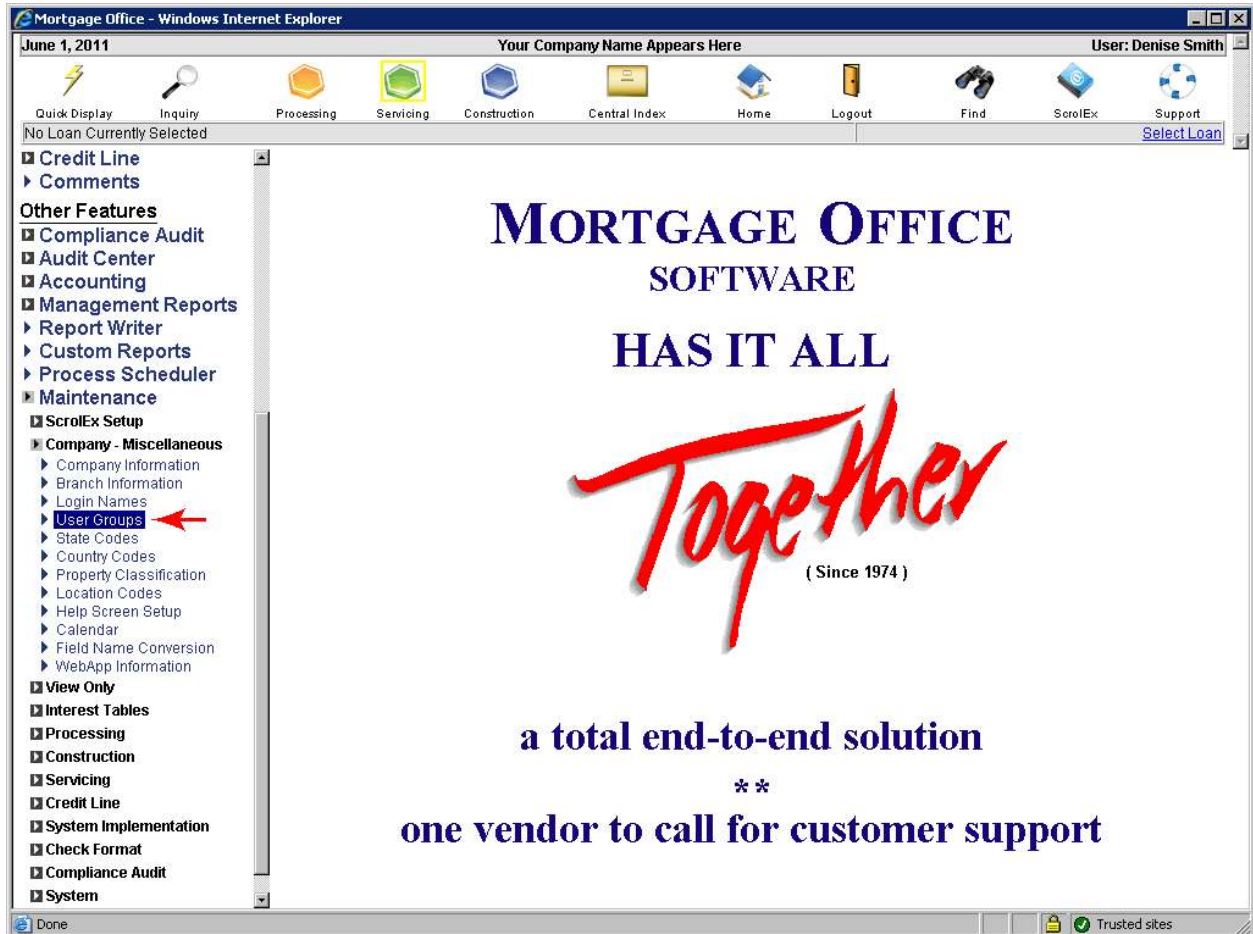 Mortgage Office - Windows Internet Explorer
June 1, 2011 Your Company Name Appears Here User: Denise Smith
Quick Display Inquiry Processing Servicing Construction Central Index Home Logout Find ScrolEx Support
No Loan Currently Selected Select Loan
Credit Line
Comments
Other Features
Compliance Audit
Audit Center
Accounting
Management Reports
Report Writer
Custom Reports
Process Scheduler
Maintenance
ScrolEx Setup
Company - Miscellaneous
Company Information
Branch Information
Login Names
User Groups
State Codes
Country Codes
Property Classification
Location Codes
Help Screen Setup
Calendar
Field Name Conversion
WebApp Information
View Only
Interest Tables
Processing
Construction
Servicing
Credit Line
System Implementation
Check Format
Compliance Audit
System
MORTGAGE OFFICE
SOFTWARE
HAS IT ALL
Together
( Since 1974 )
a total end-to-end solution
**
one vendor to call for customer support
Done Trusted sites